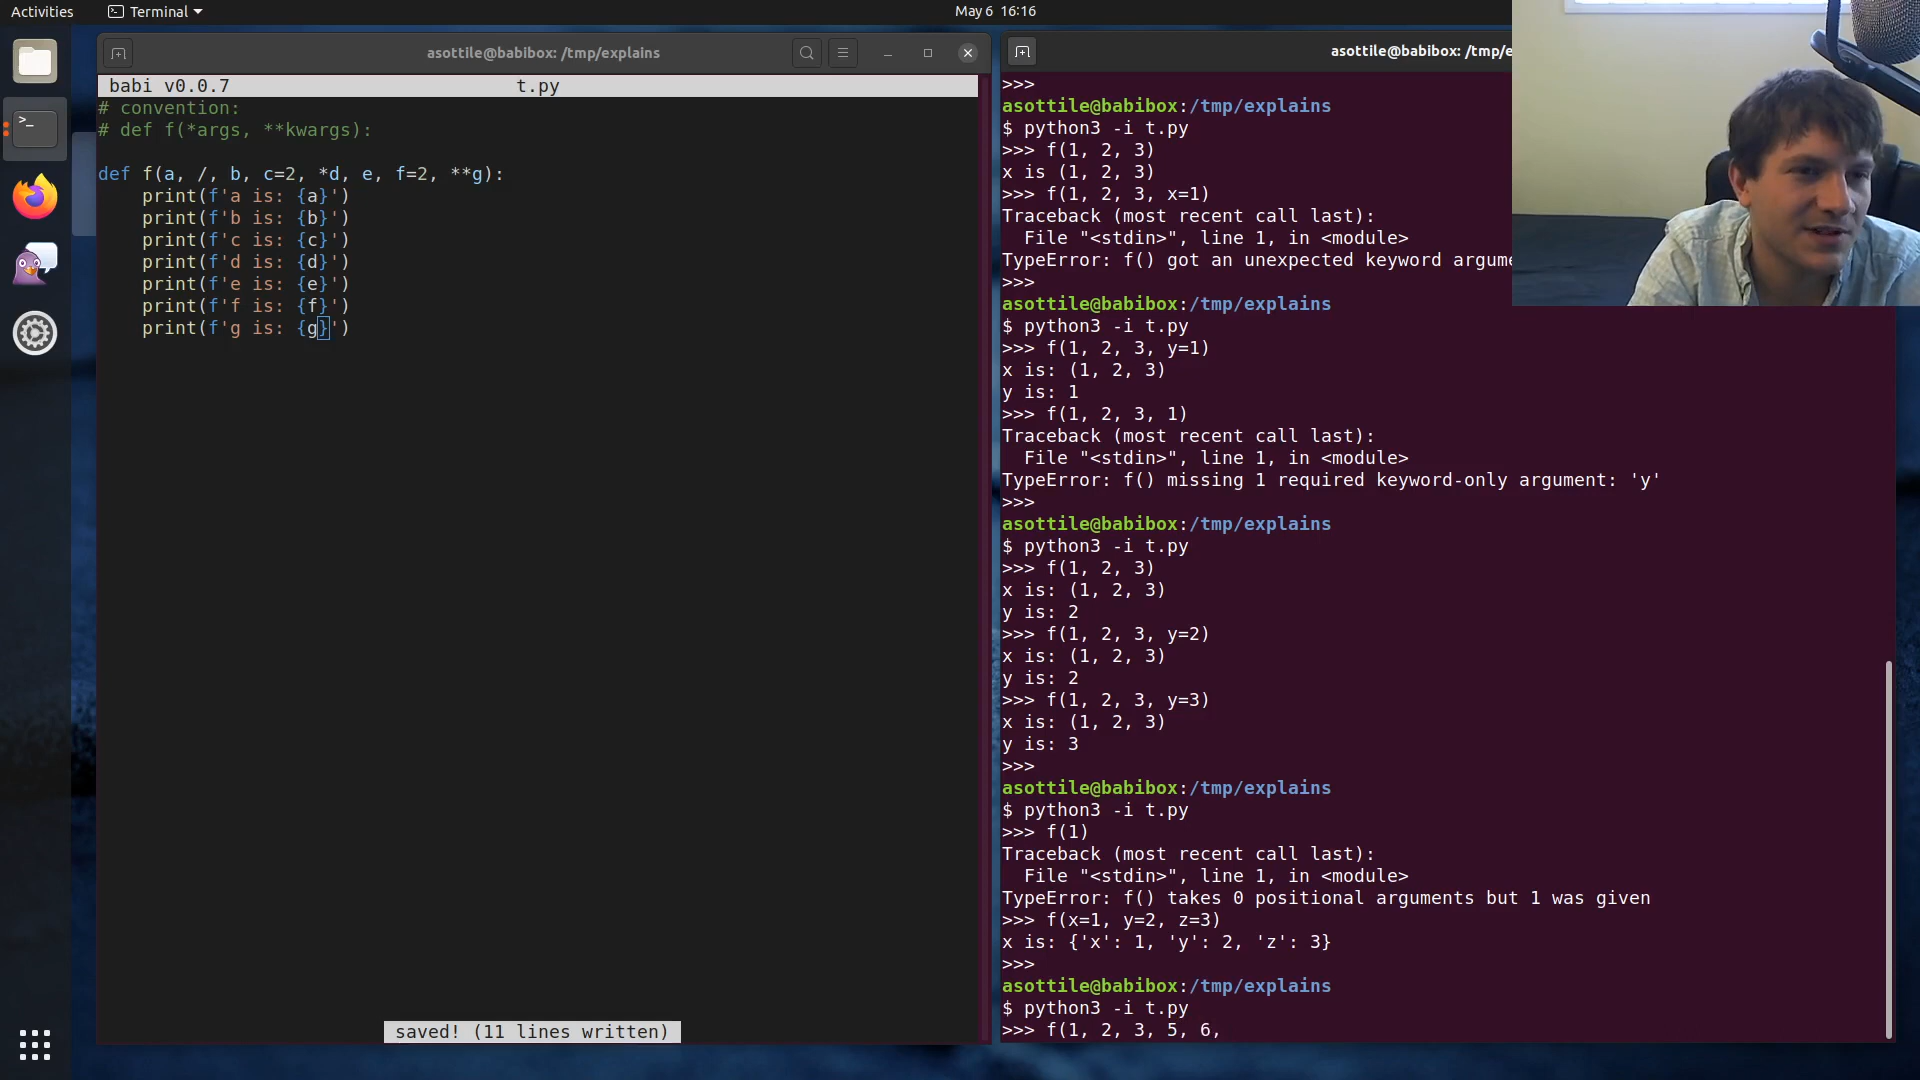 Activities
Terminal
May 6 16:16
asottile@babibox: /tmp/explains
babi v0.0.7 t.py
# convention:
# def f(*args, **kwargs):
def f(a, /, b, c=2, *d, e, f=2, **g):
    print(f'a is: {a}')
    print(f'b is: {b}')
    print(f'c is: {c}')
    print(f'd is: {d}')
    print(f'e is: {e}')
    print(f'f is: {f}')
    print(f'g is: {g}')
saved! (11 lines written)
asottile@babibox: /tmp/e
>>>
asottile@babibox:/tmp/explains
$ python3 -i t.py
>>> f(1, 2, 3)
x is (1, 2, 3)
>>> f(1, 2, 3, x=1)
Traceback (most recent call last):
  File "<stdin>", line 1, in <module>
TypeError: f() got an unexpected keyword argume
>>>
asottile@babibox:/tmp/explains
$ python3 -i t.py
>>> f(1, 2, 3, y=1)
x is: (1, 2, 3)
y is: 1
>>> f(1, 2, 3, 1)
Traceback (most recent call last):
  File "<stdin>", line 1, in <module>
TypeError: f() missing 1 required keyword-only argument: 'y'
>>>
asottile@babibox:/tmp/explains
$ python3 -i t.py
>>> f(1, 2, 3)
x is: (1, 2, 3)
y is: 2
>>> f(1, 2, 3, y=2)
x is: (1, 2, 3)
y is: 2
>>> f(1, 2, 3, y=3)
x is: (1, 2, 3)
y is: 3
>>>
asottile@babibox:/tmp/explains
$ python3 -i t.py
>>> f(1)
Traceback (most recent call last):
  File "<stdin>", line 1, in <module>
TypeError: f() takes 0 positional arguments but 1 was given
>>> f(x=1, y=2, z=3)
x is: {'x': 1, 'y': 2, 'z': 3}
>>>
asottile@babibox:/tmp/explains
$ python3 -i t.py
>>> f(1, 2, 3, 5, 6,